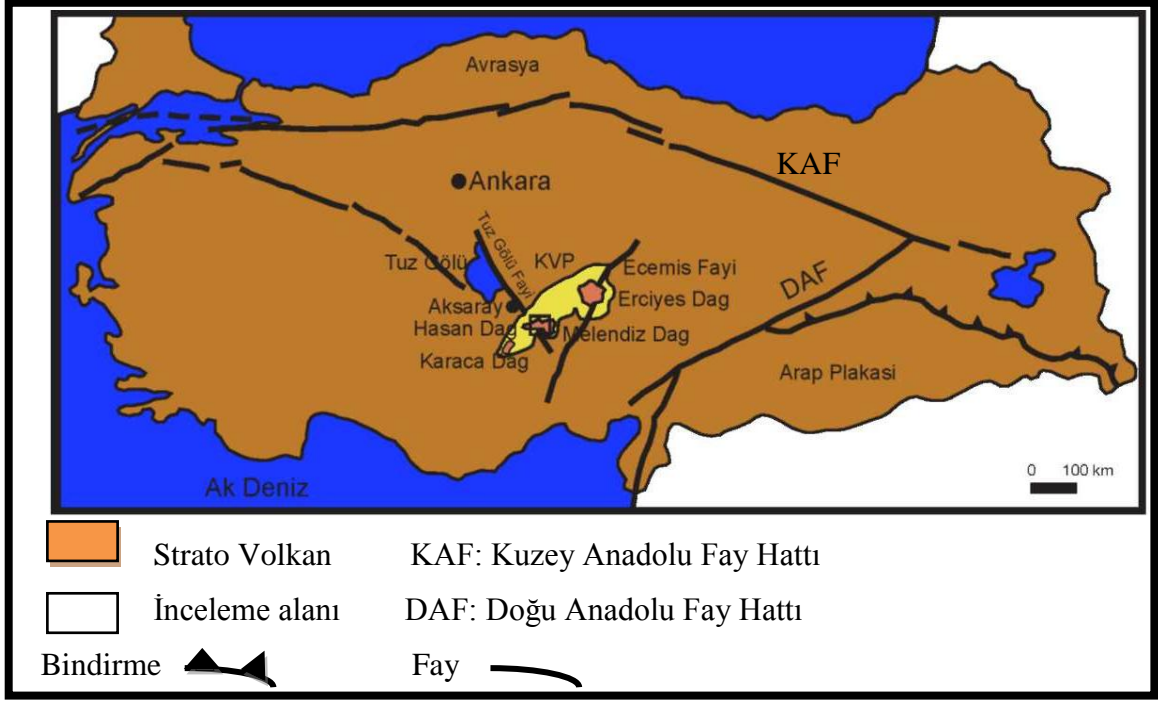 Avrasya
KAF
Ankara
Tuz Gölü Fayi
Tuz Gölü
KVP
Ecemis Fayi
DAF
Erciyes Dag
Aksaray
Hasan Dag
Melendiz Dag
Karaca Dag
Arap Plakasi
0 100 km
Ak Deniz
Strato Volkan KAF: Kuzey Anadolu Fay Hattı
İnceleme alanı DAF: Doğu Anadolu Fay Hattı
Bindirme Fay